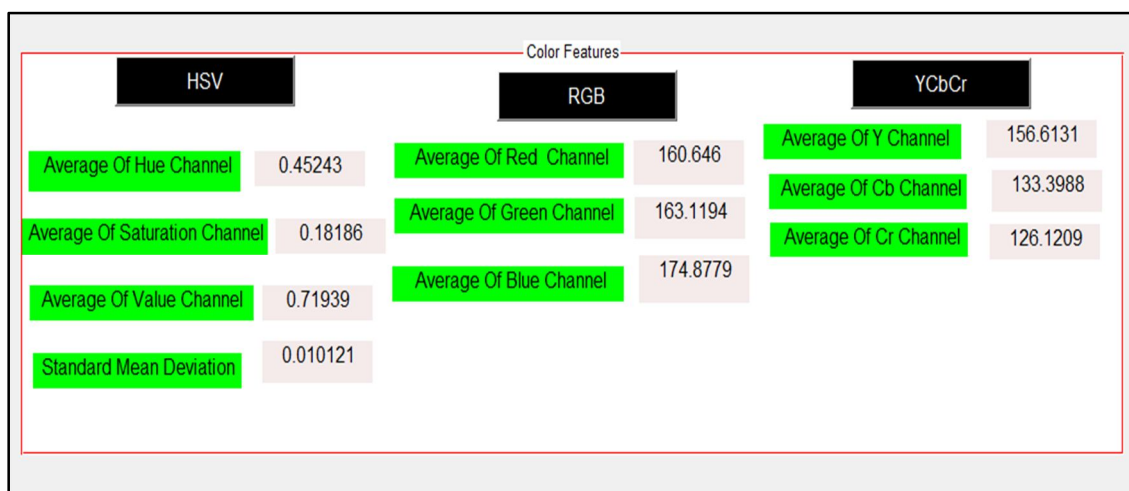 Color Features
HSV
Average Of Hue Channel 0.45243
Average Of Saturation Channel 0.18186
Average Of Value Channel 0.71939
Standard Mean Deviation 0.010121
RGB
Average Of Red Channel 160.646
Average Of Green Channel 163.1194
Average Of Blue Channel 174.8779
YCbCr
Average Of Y Channel 156.6131
Average Of Cb Channel 133.3988
Average Of Cr Channel 126.1209